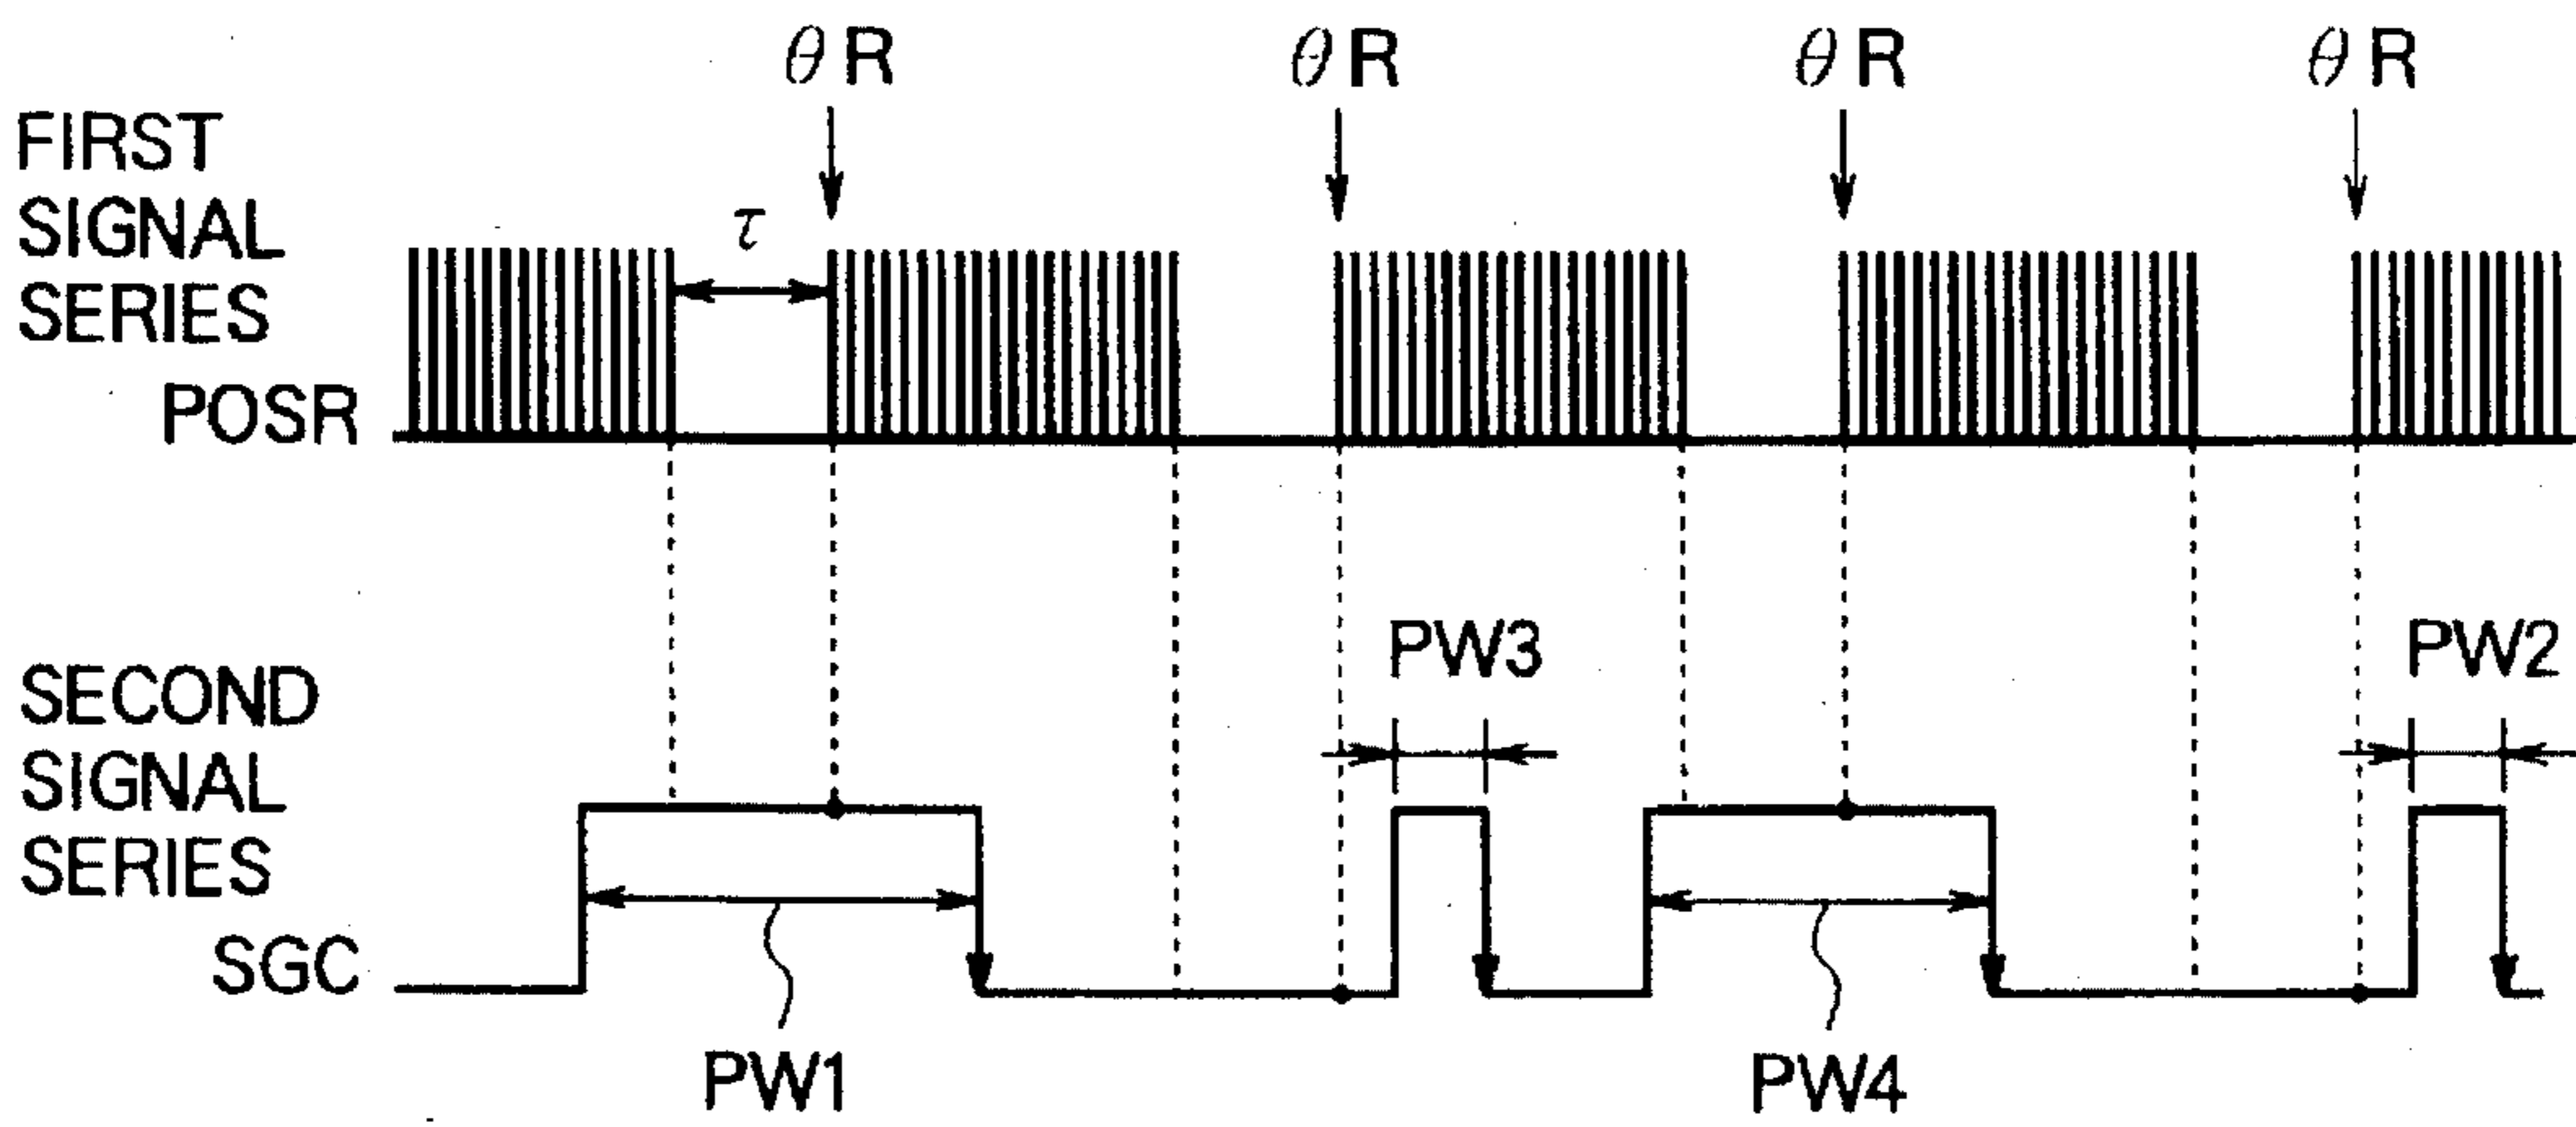 θR θR θR θR
FIRST
SIGNAL
SERIES
τ
POSR
SECOND
SIGNAL
SERIES
PW3 PW2
SGC
PW1 PW4